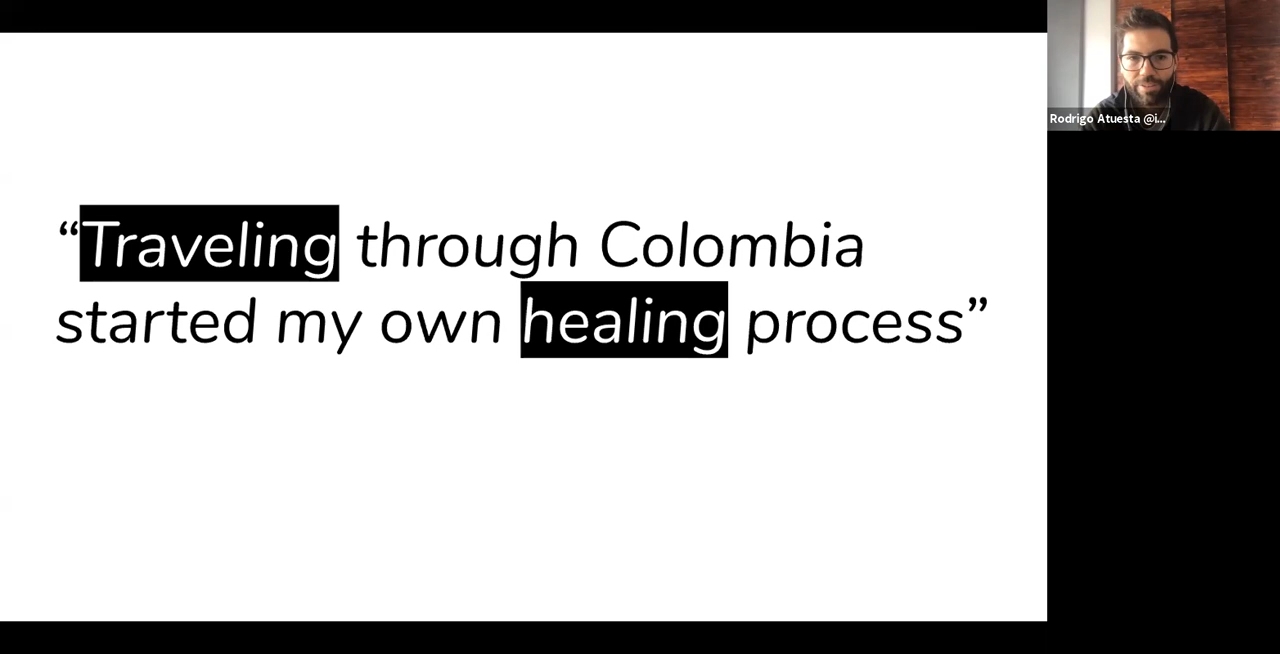 “Traveling through Colombia
started my own healing process”
Rodrigo Atuesta @i...